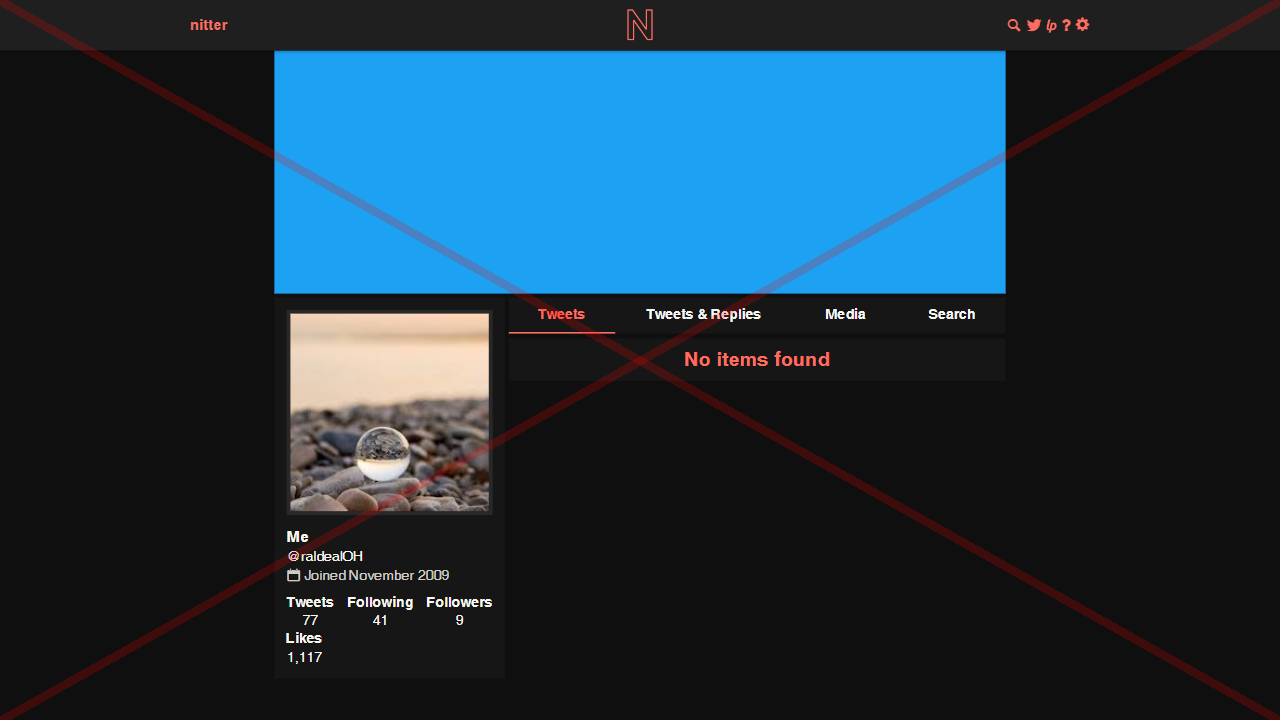 nitter
N
lp ?
Tweets Tweets & Replies Media Search
No items found
Me
@raldealOH
Joined November 2009
Tweets Following Followers
77 41 9
Likes
1,117